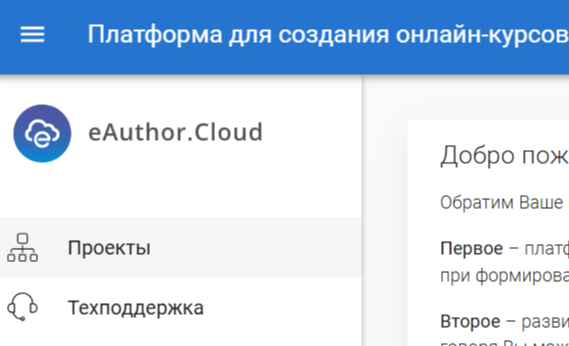 Платформа для создания онлайн-курсов
eAuthor.Cloud
Проекты
Техподдержка
Добро пож
Обратим Ваше
Первое – платф
при формирова
Второе – разви